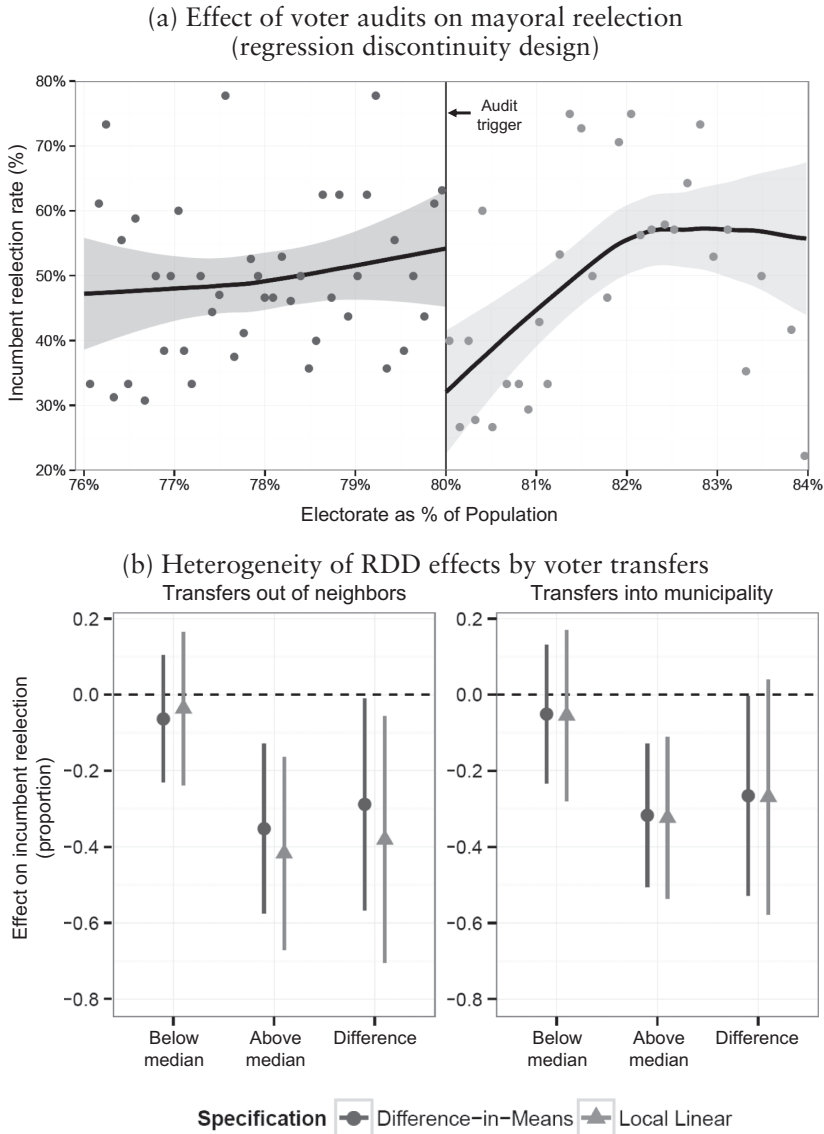 (a) Effect of voter audits on mayoral reelection
(regression discontinuity design)
Incumbent reelection rate (%)
80%
70%
60%
50%
40%
30%
20%
Audit
trigger
76%
77%
78%
79%
80%
81%
82%
83%
84%
Electorate as % of Population
(b) Heterogeneity of RDD effects by voter transfers
Transfers out of neighbors
Transfers into municipality
Effect on incumbent reelection
(proportion)
0.2
0.0
−0.2
−0.4
−0.6
−0.8
Below
median
Above
median
Difference
0.2
0.0
−0.2
−0.4
−0.6
−0.8
Below
median
Above
median
Difference
Specification Difference−in−Means Local Linear